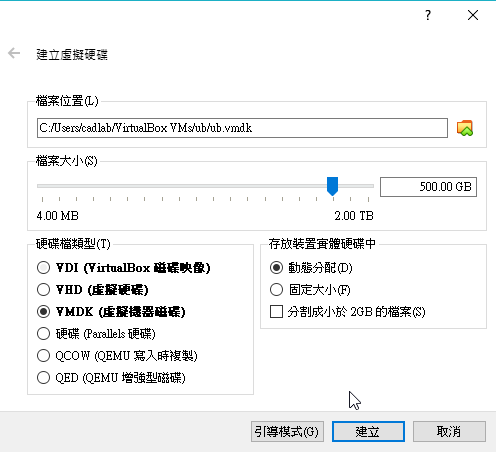 ?
建立虛擬硬碟
檔案位置(L)
C:/Users/cadlab/VirtualBox VMs/ub/ub.vmdk
檔案大小(S)
500.00 GB
4.00 MB
2.00 TB
硬碟檔類型(T)
VDI (VirtualBox 磁碟映像)
VHD (虛擬硬碟)
VMDK (虛擬機器磁碟)
硬碟 (Parallels 硬碟)
QCOW (QEMU 寫入時複製)
QED (QEMU 增強型磁碟)
存放裝置實體硬碟中
動態分配(D)
固定大小(F)
分割成小於 2GB 的檔案(S)
引導模式(G)
建立
取消